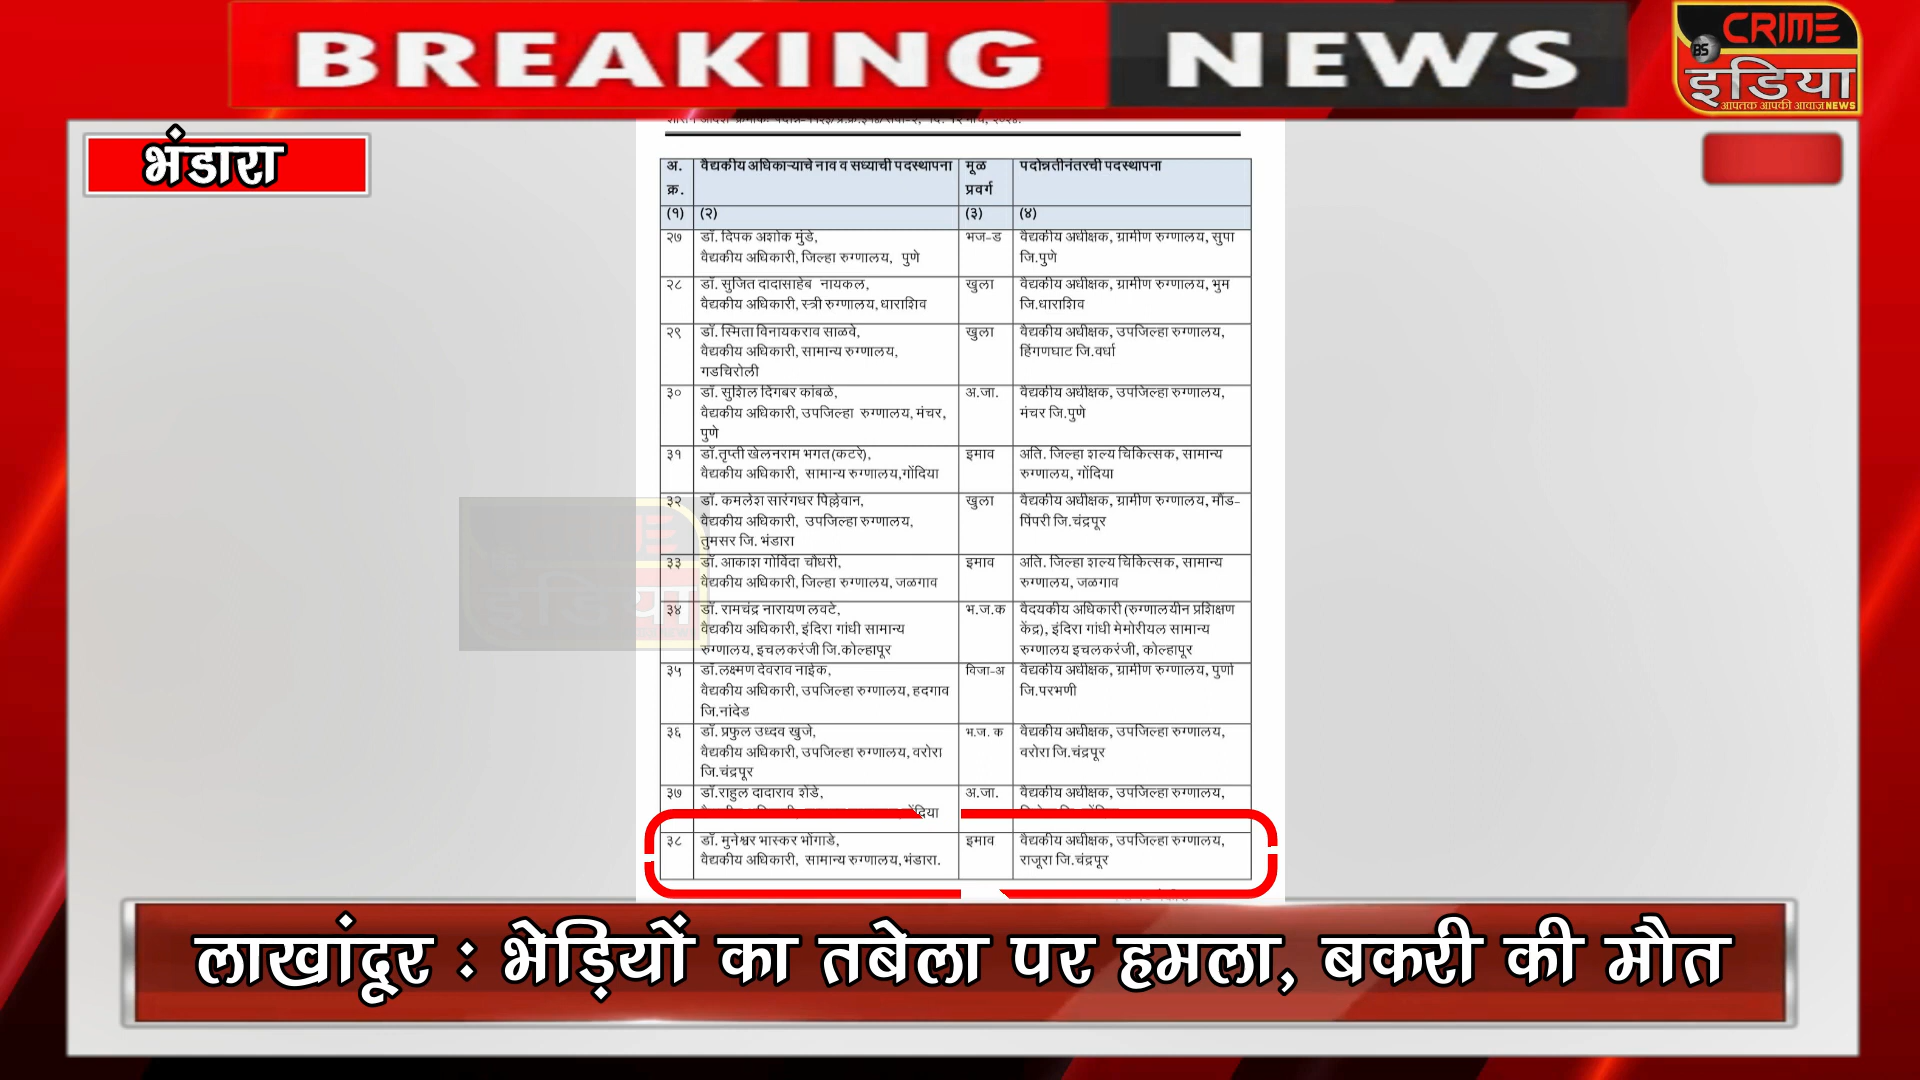 BREAKING NEWS
CRIME
BS
इंडिया
आपतक आपकी आवाज NEWS
भंडारा
अ. क्र. वैद्यकीय अधिकाऱ्याचे नाव व सध्याची पदस्थापना मूळ प्रवर्ग पदोन्नतीनंतरची पदस्थापना
(१) (२) (३) (४)
२७ डॉ. दिपक अशोक मुंडे, भज-ड वैद्यकीय अधीक्षक, ग्रामीण रुग्णालय, सुपा
वैद्यकीय अधिकारी, जिल्हा रुग्णालय, पुणे जि.पुणे
२८ डॉ. सुजित दादासाहेब नायकल, खुला वैद्यकीय अधीक्षक, ग्रामीण रुग्णालय, भुम
वैद्यकीय अधिकारी, स्त्री रुग्णालय, धाराशिव जि.धाराशिव
२९ डॉ. स्मिता विनायकराव साळवे, खुला वैद्यकीय अधीक्षक, उपजिल्हा रुग्णालय,
वैद्यकीय अधिकारी, सामान्य रुग्णालय, हिंगणघाट जि.वर्धा
गडचिरोली
३० डॉ. सुशिल दिगंबर कांबळे, अ.जा. वैद्यकीय अधीक्षक, उपजिल्हा रुग्णालय,
वैद्यकीय अधिकारी, उपजिल्हा रुग्णालय, मंचर, मंचर जि.पुणे
पुणे
३१ डॉ.तृप्ती खेलनराम भगत(कटरे), इमाव अति. जिल्हा शल्य चिकित्सक, सामान्य
वैद्यकीय अधिकारी, सामान्य रुग्णालय,गोंदिया रुग्णालय, गोंदिया
३२ डॉ. कमलेश सारंगधर पिल्लेवान, खुला वैद्यकीय अधीक्षक, ग्रामीण रुग्णालय, मौंड-
वैद्यकीय अधिकारी, उपजिल्हा रुग्णालय, पिंपरी जि.चंद्रपूर
तुमसर जि. भंडारा
३३ डॉ. आकाश गोविंदा चौधरी, इमाव अति. जिल्हा शल्य चिकित्सक, सामान्य
वैद्यकीय अधिकारी, जिल्हा रुग्णालय, जळगाव रुग्णालय, जळगाव
३४ डॉ. रामचंद्र नारायण लवटे, भ.ज.क वैदयकीय अधिकारी (रुग्णालयीन प्रशिक्षण
वैद्यकीय अधिकारी, इंदिरा गांधी सामान्य केंद्र), इंदिरा गांधी मेमोरीयल सामान्य
रुग्णालय, इचलकरंजी जि.कोल्हापूर रुग्णालय इचलकरंजी, कोल्हापूर
३५ डॉ.लक्ष्मण देवराव नाईक, विजा-अ वैद्यकीय अधीक्षक, ग्रामीण रुग्णालय, पुर्णा
वैद्यकीय अधिकारी, उपजिल्हा रुग्णालय, हदगाव जि.परभणी
जि.नांदेड
३६ डॉ. प्रफुल उध्दव खुजे, भ.ज. क वैद्यकीय अधीक्षक, उपजिल्हा रुग्णालय,
वैद्यकीय अधिकारी, उपजिल्हा रुग्णालय, वरोरा वरोरा जि.चंद्रपूर
जि.चंद्रपूर
३७ डॉ.राहुल दादाराव शेंडे, अ.जा. वैद्यकीय अधीक्षक, उपजिल्हा रुग्णालय,
३८ डॉ. मुनेश्वर भास्कर भोंगाडे, इमाव वैद्यकीय अधीक्षक, उपजिल्हा रुग्णालय,
वैद्यकीय अधिकारी, सामान्य रुग्णालय, भंडारा. राजूरा जि.चंद्रपूर
लाखांदूर : भेड़ियों का तबेला पर हमला, बकरी की मौत